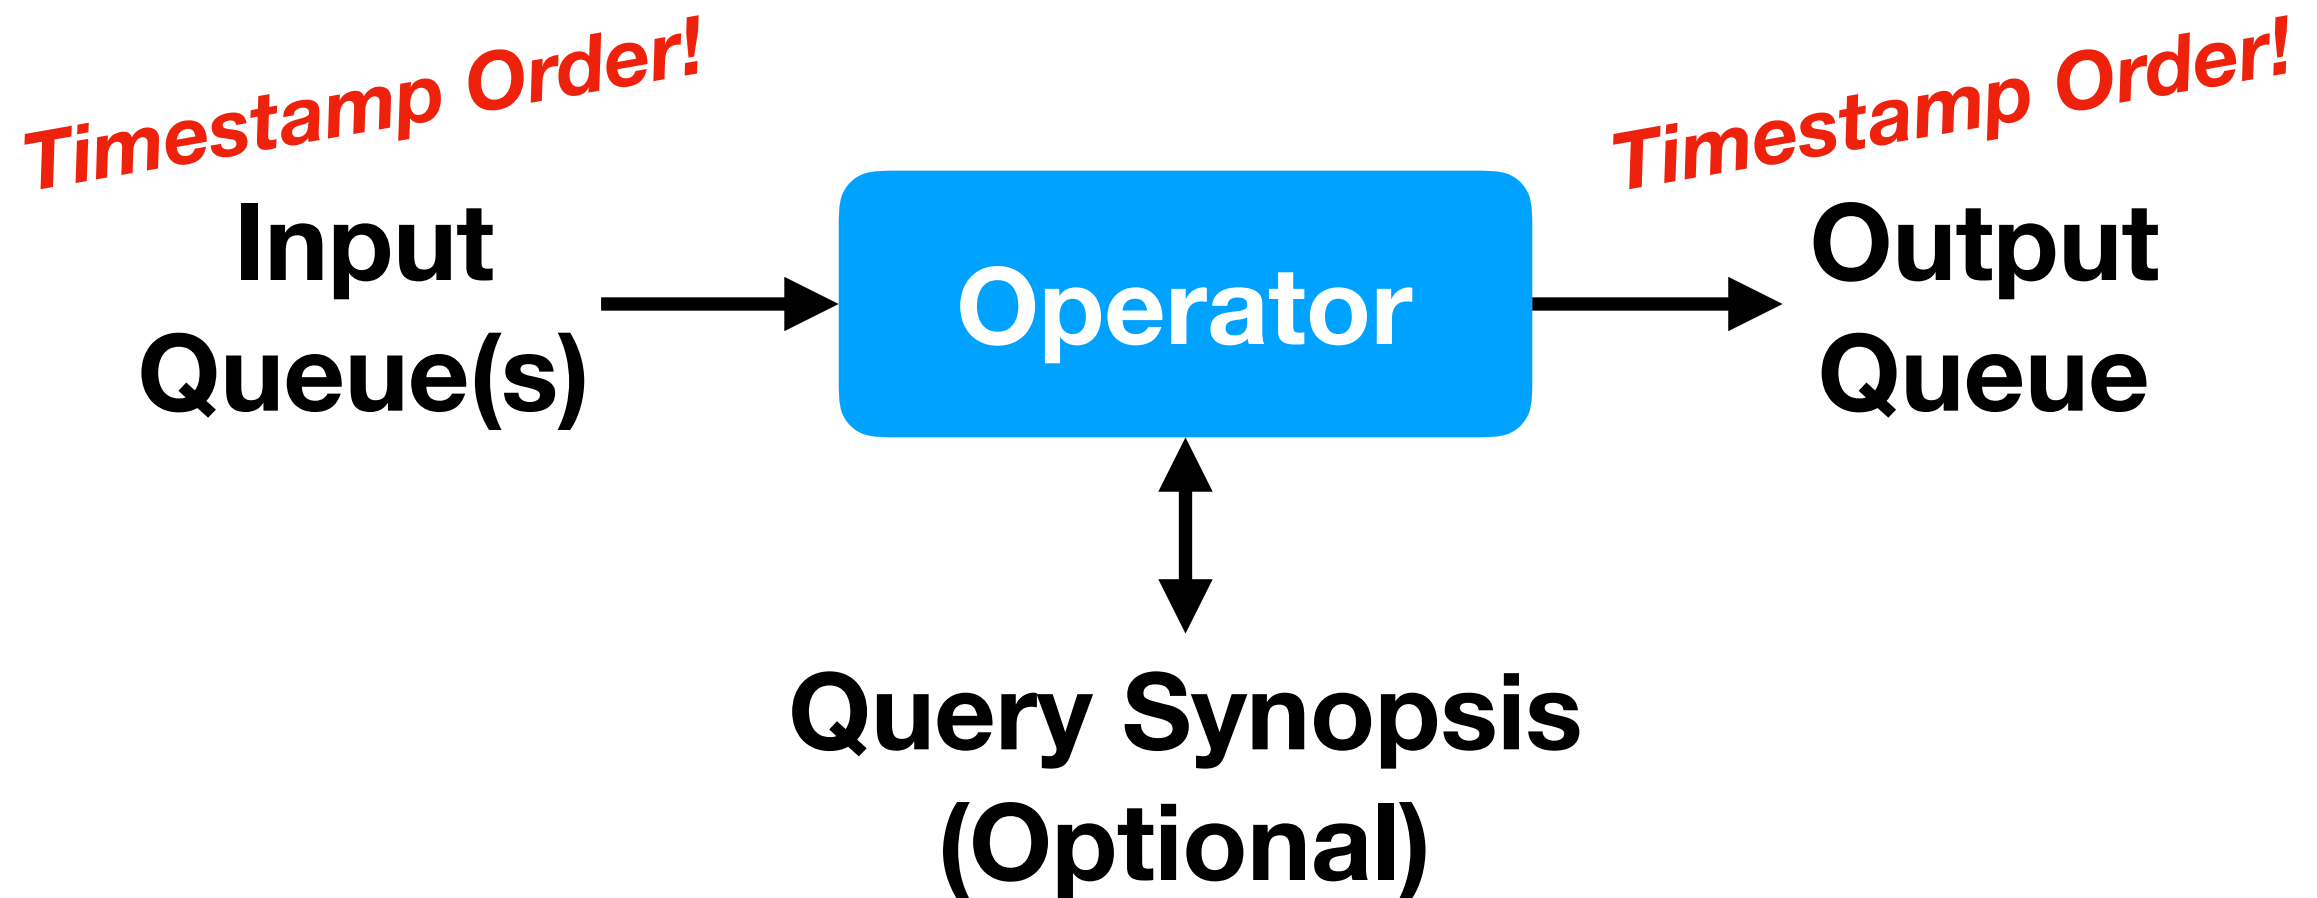 Timestamp Order!
Input
Queue(s)
Operator
Timestamp Order!
Output
Queue
Query Synopsis
(Optional)